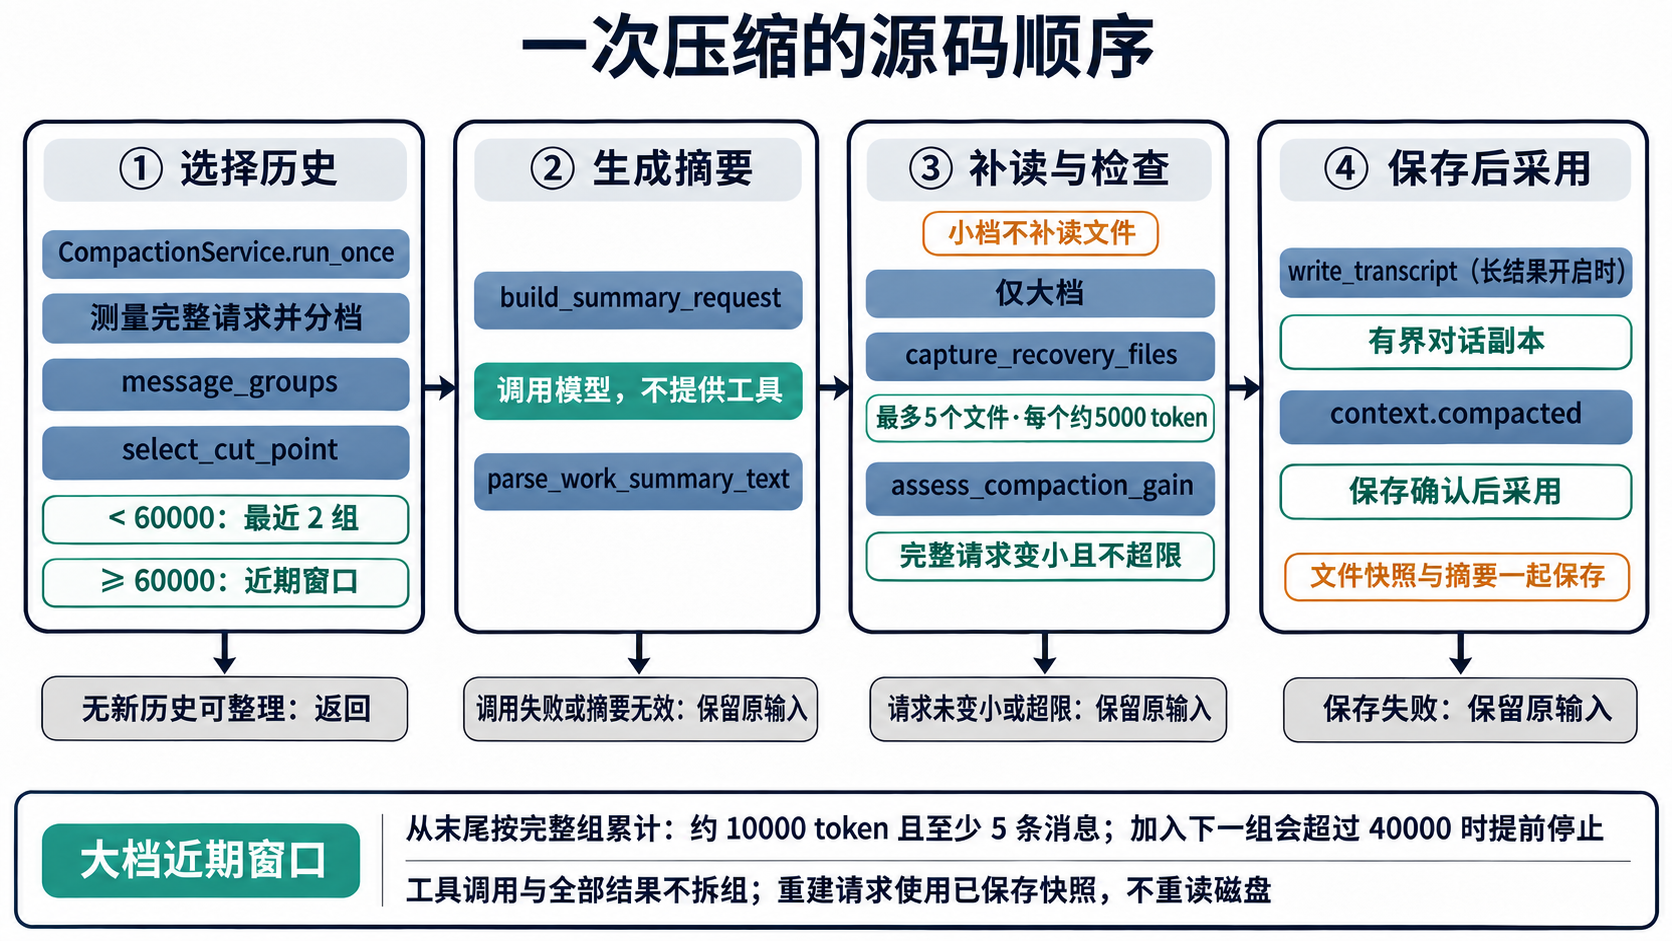 一次压缩的源码顺序
① 选择历史
CompactionService.run_once
测量完整请求并分档
message_groups
select_cut_point
< 60000：最近 2 组
⩾ 60000：近期窗口
无新历史可整理：返回
② 生成摘要
build_summary_request
调用模型，不提供工具
parse_work_summary_text
调用失败或摘要无效：保留原输入
③ 补读与检查
小档不补读文件
仅大档
capture_recovery_files
最多5个文件·每个约5000 token
assess_compaction_gain
完整请求变小且不超限
请求未变小或超限：保留原输入
④ 保存后采用
write_transcript（长结果开启时）
有界对话副本
context.compacted
保存确认后采用
文件快照与摘要一起保存
保存失败：保留原输入
大档近期窗口
从末尾按完整组累计：约 10000 token 且至少 5 条消息；加入下一组会超过 40000 时提前停止
工具调用与全部结果不拆组；重建请求使用已保存快照，不重读磁盘